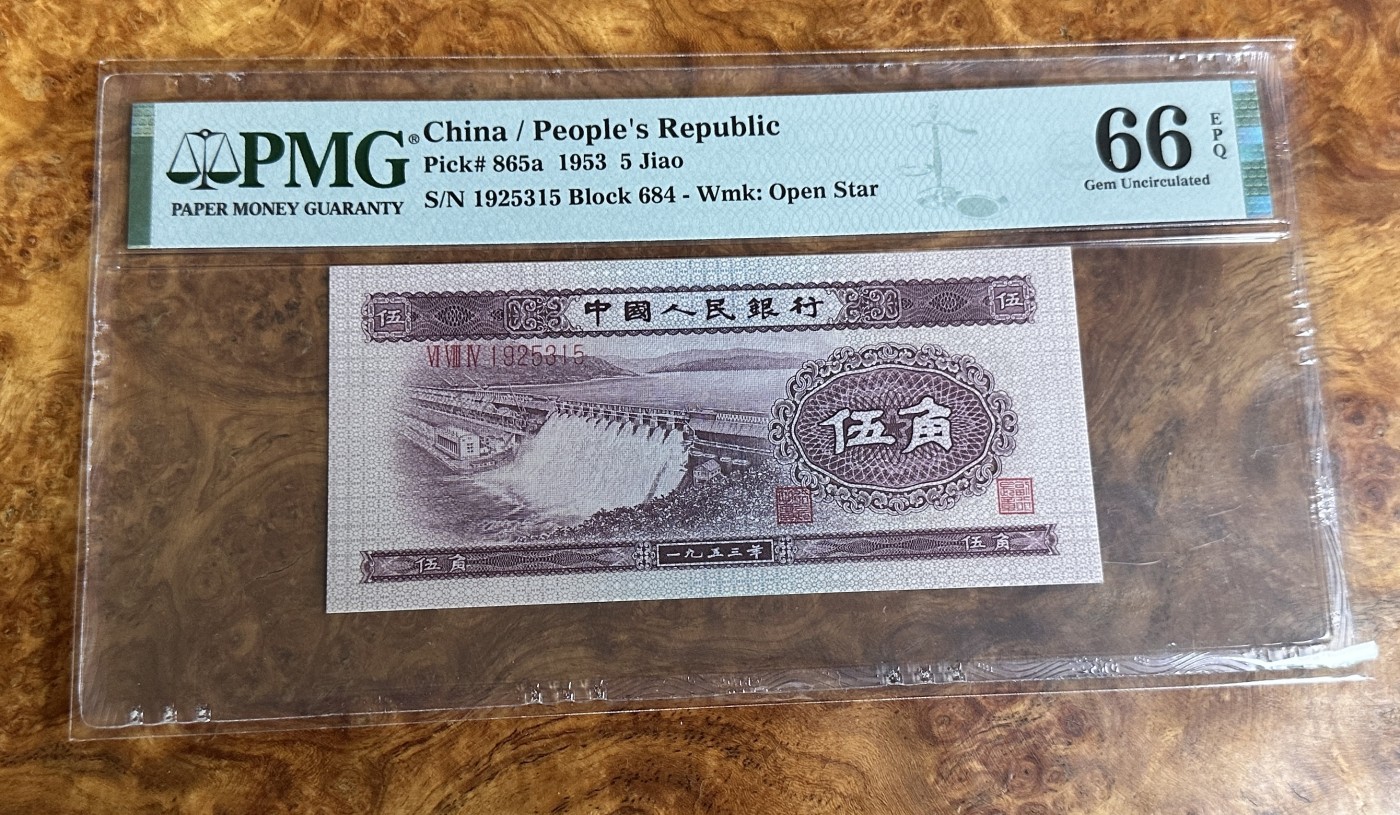 PMG®
PAPER MONEY GUARANTY
China / People's Republic
Pick# 865a 1953 5 Jiao
S/N 1925315 Block 684 - Wmk: Open Star
66
EPQ
Gem Uncirculated
伍 中國人民銀行 伍
VI VIII IV 1925315
伍角
伍角 一九五三年 伍角